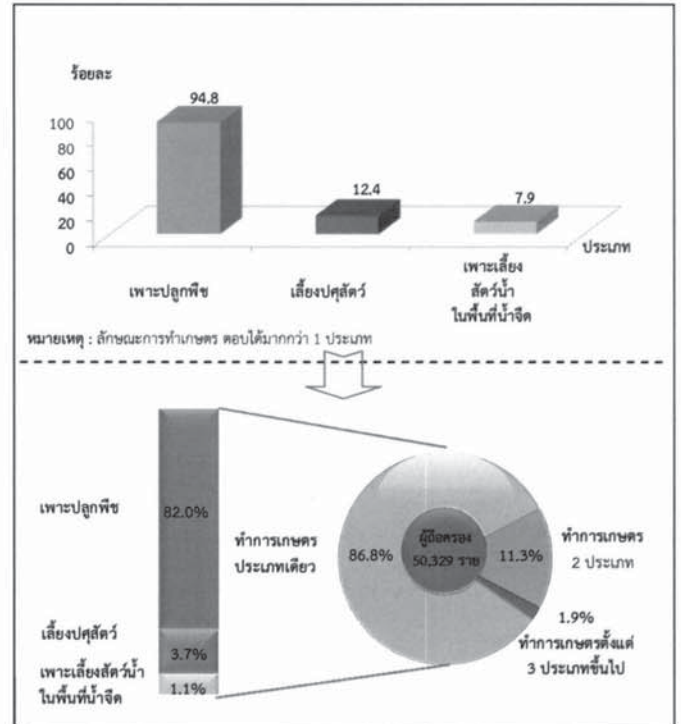 ร้อยละ
94.8
100
80
60
40
20
0
12.4
7.9
ประเภท
เพาะปลูกพืช
เลี้ยงปศุสัตว์
เพาะเลี้ยง
สัตว์น้ำ
ในพื้นที่น้ำจืด
หมายเหตุ : ลักษณะการทำเกษตร ตอบได้มากกว่า 1 ประเภท
เพาะปลูกพืช
82.0%
ทำการเกษตร
ประเภทเดียว
86.8%
ผู้ถือครอง
50,329 ราย
11.3%
ทำการเกษตร
2 ประเภท
1.9%
ทำการเกษตรตั้งแต่
3 ประเภทขึ้นไป
เลี้ยงปศุสัตว์
3.7%
เพาะเลี้ยงสัตว์น้ำ
ในพื้นที่น้ำจืด
1.1%